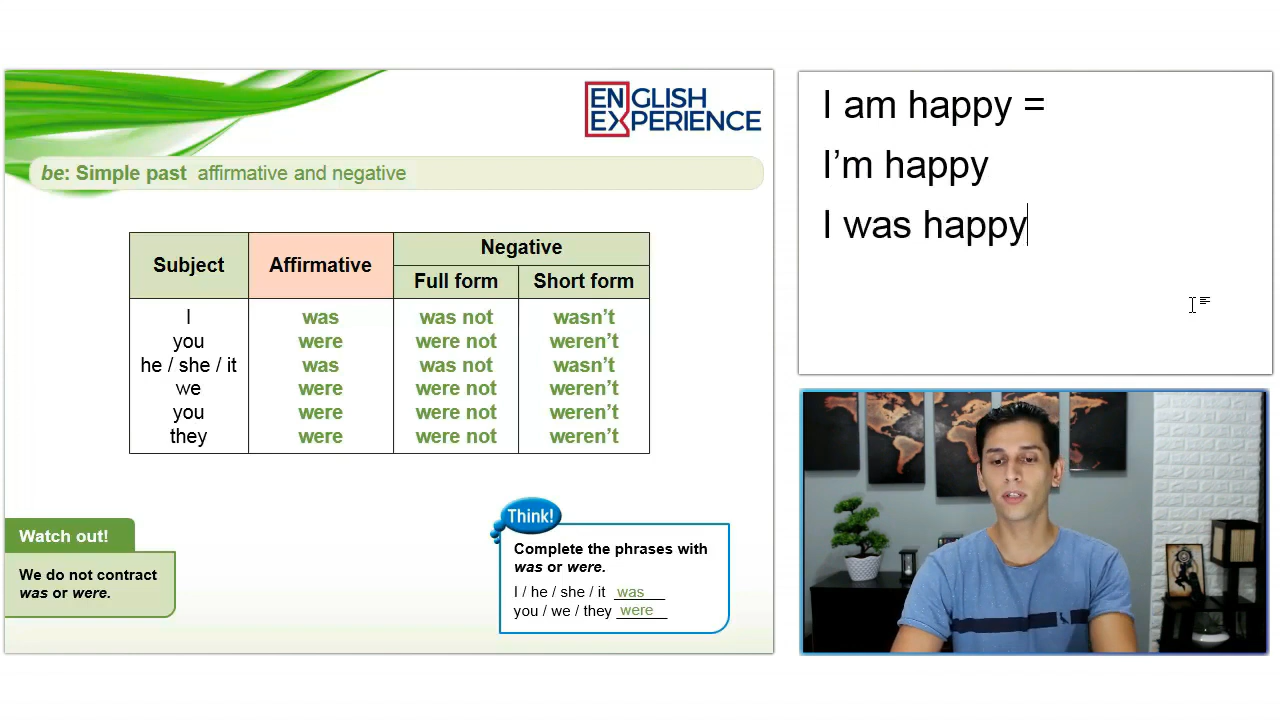 ENGLISH
EXPERIENCE
be: Simple past affirmative and negative
Subject Affirmative Negative
Full form Short form
I was was not wasn’t
you were were not weren’t
he / she / it was was not wasn’t
we were were not weren’t
you were were not weren’t
they were were not weren’t
Watch out!
We do not contract
was or were.
Think!
Complete the phrases with
was or were.
I / he / she / it was
you / we / they were
I am happy =
I’m happy
I was happy